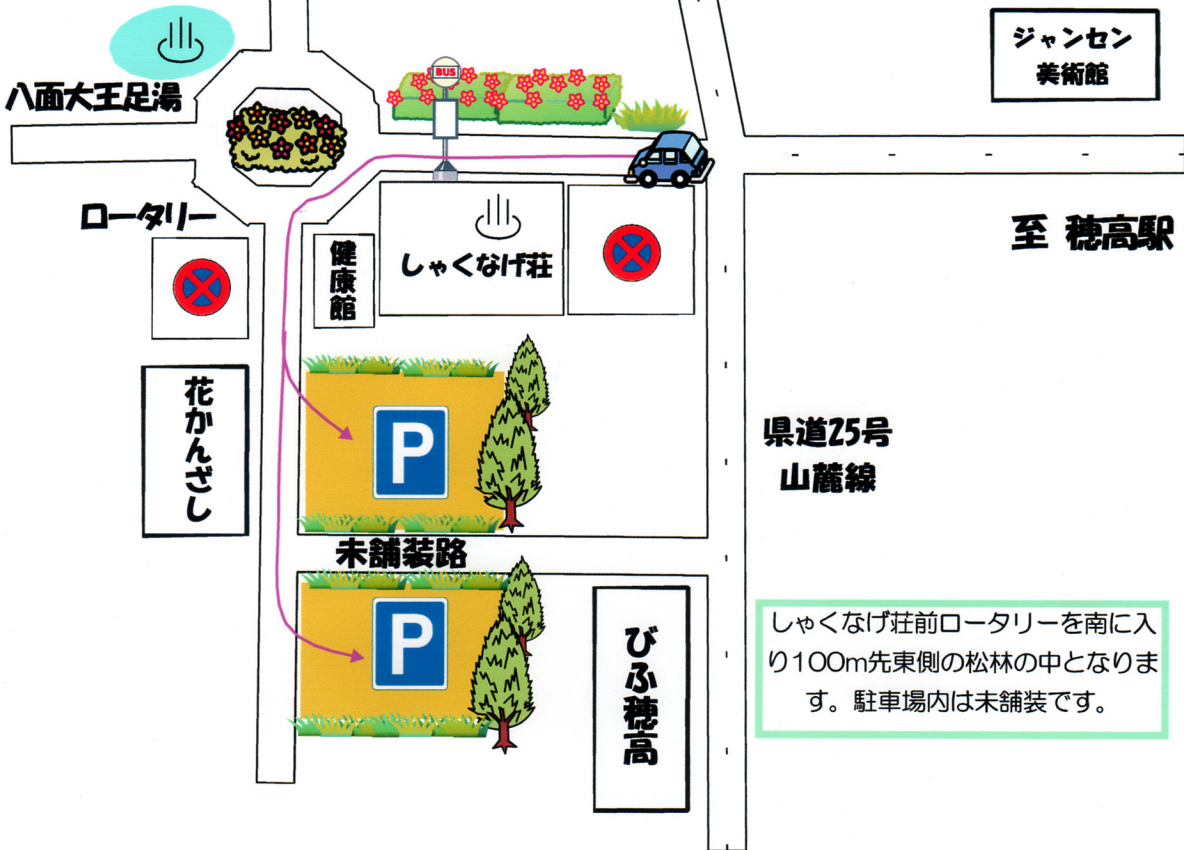 ジャンセン
美術館
BUS
八面大王足湯
ロータリー
至 穂高駅
健康館
しゃくなげ荘
花かんざし
P
県道25号
山麓線
未舗装路
P
びふ穂高
しゃくなげ荘前ロータリーを南に入
り100m先東側の松林の中となりま
す。駐車場内は未舗装です。